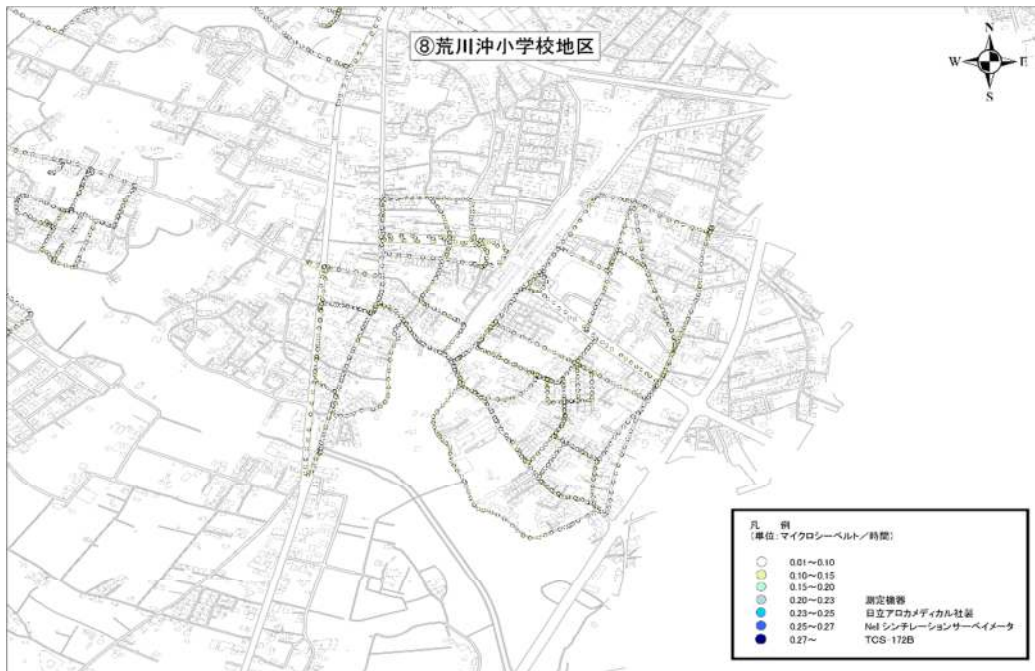 ⑧荒川沖小学校地区
N
W
E
S
凡 例
(単位:マイクロシーベルト/時間)
0.01～0.10
0.10～0.15
0.15～0.20
0.20～0.23 測定機器
0.23～0.25 日立アロカメディカル社製
0.25～0.27 NaI シンチレーションサーベイメータ
0.27～ TCS-172B